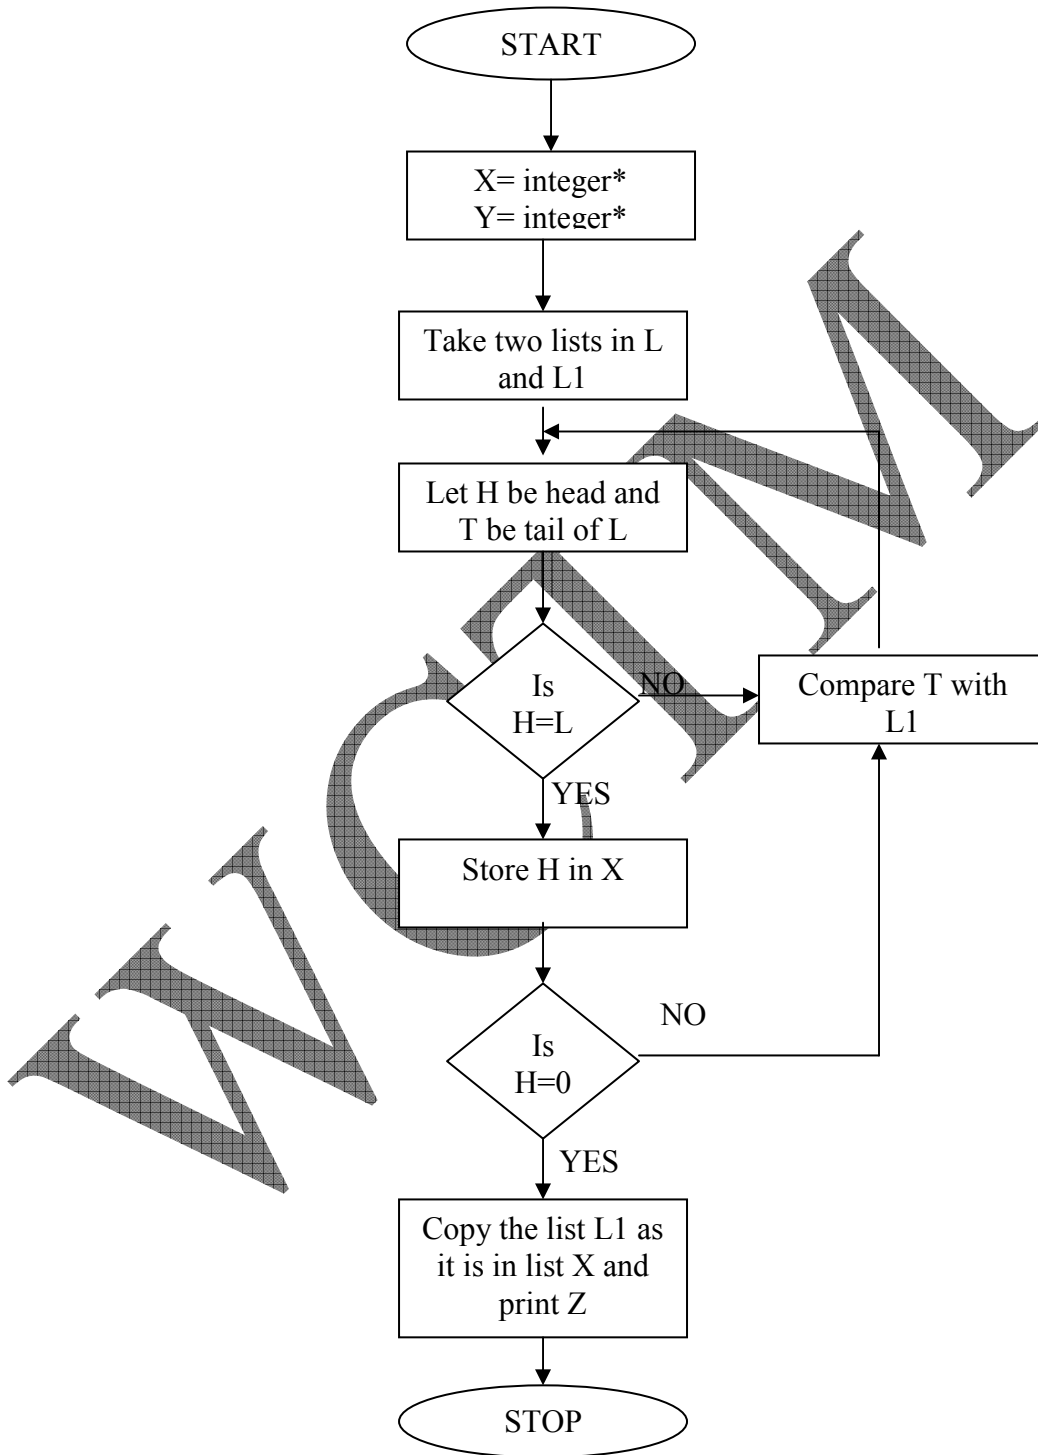 START
X= integer*
Y= integer*
Take two lists in L
and L1
Let H be head and
T be tail of L
Is
H=L
NO
Compare T with
L1
YES
Store H in X
Is
H=0
NO
YES
Copy the list L1 as
it is in list X and
print Z
STOP
WCTM